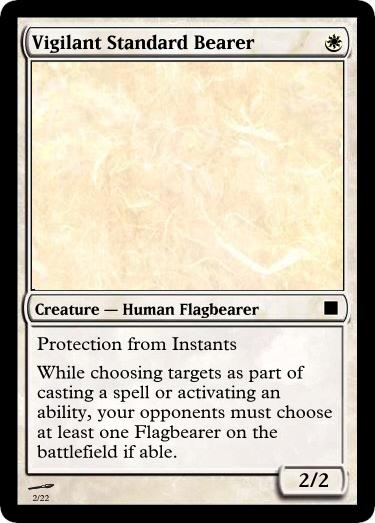 Vigilant Standard Bearer
Creature — Human Flagbearer
Protection from Instants
While choosing targets as part of
casting a spell or activating an
ability, your opponents must choose
at least one Flagbearer on the
battlefield if able.
2/2
2/22